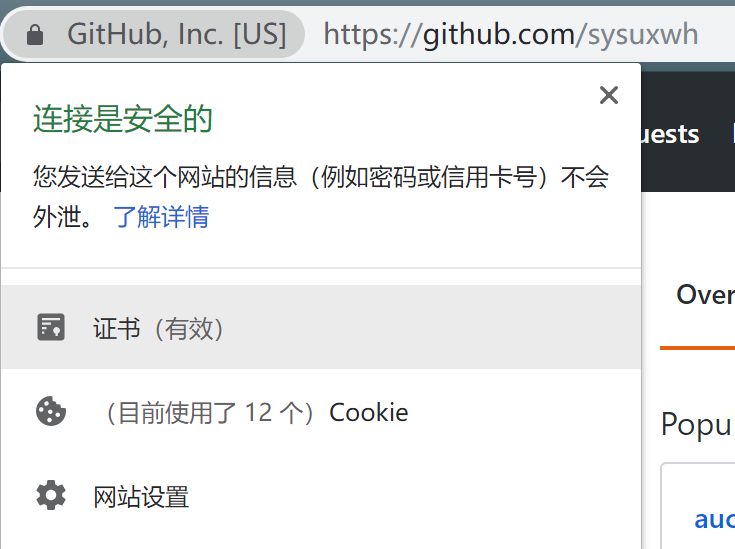 GitHub, Inc. [US] https://github.com/sysuxwh
连接是安全的
您发送给这个网站的信息（例如密码或信用卡号）不会
外泄。 了解详情
证书（有效）
（目前使用了 12 个）Cookie
网站设置
uests
Over
Popu
auc